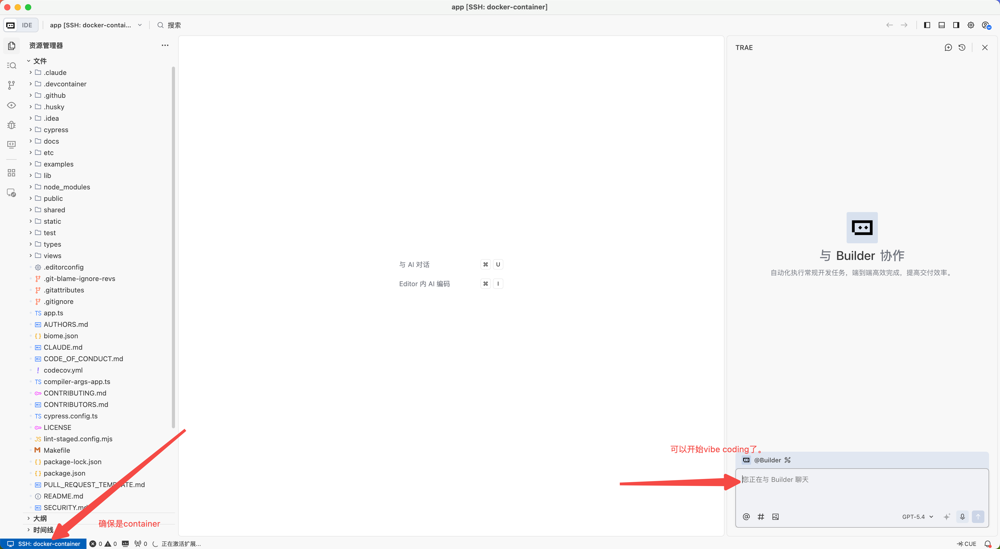 app [SSH: docker-container]
IDE
app [SSH: docker-contai...
搜索
资源管理器
文件
.claude
.devcontainer
.github
.husky
.idea
cypress
docs
etc
examples
lib
node_modules
public
shared
static
test
types
views
.editorconfig
.git-blame-ignore-revs
.gitattributes
.gitignore
TS app.ts
AUTHORS.md
{} biome.json
CLAUDE.md
CODE_OF_CONDUCT.md
! codecov.yml
TS compiler-args-app.ts
CONTRIBUTING.md
CONTRIBUTORS.md
TS cypress.config.ts
LICENSE
JS lint-staged.config.mjs
M Makefile
{} package-lock.json
{} package.json
PULL_REQUEST_TEMPLATE.md
README.md
SECURITY.md
大纲
时间线
确保是container
与 AI 对话 ⌘ U
Editor 内 AI 编码 ⌘ I
TRAE
与 Builder 协作
自动化执行常规开发任务，端到端高效完成，提高交付效率。
可以开始vibe coding了。
@Builder
您正在与 Builder 聊天
@ #
GPT-5.4
SSH: docker-container
0 0
0
正在激活扩展...
CUE